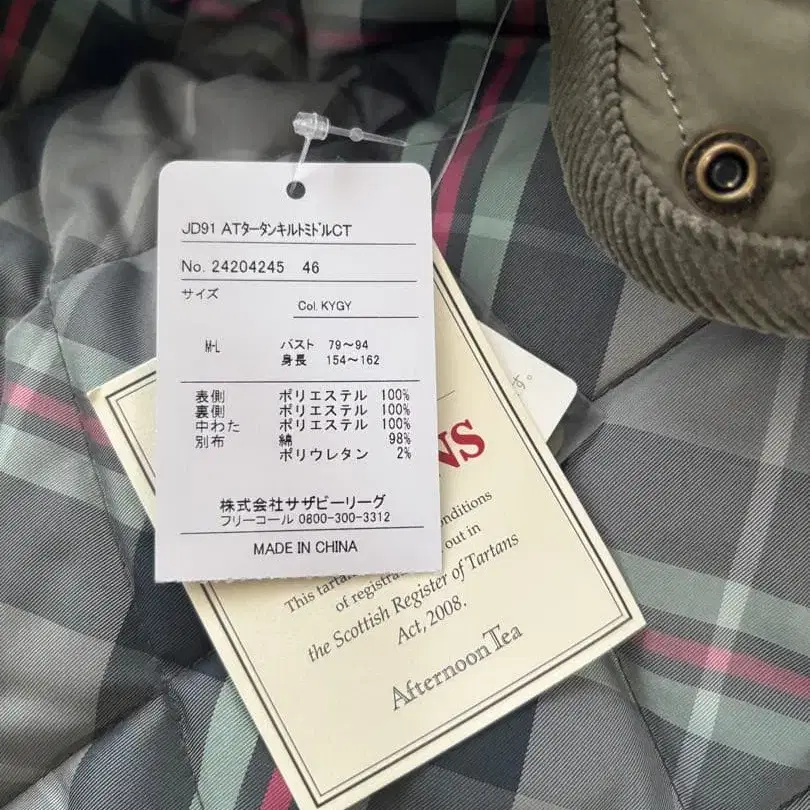 JD91 ATタータンキルトミドルCT
No. 24204245 46
サイズ
Col. KYGY
M-L バスト 79～94
身長 154～162
表側 ポリエステル 100%
裏側 ポリエステル 100%
中わた ポリエステル 100%
別布 綿 98%
ポリウレタン 2%
株式会社サザビーリーグ
フリーコール 0800-300-3312
MADE IN CHINA
NS
out in
This
of
the Scottish Register of Tartans
Act, 2008.
Afternoon Tea
す。